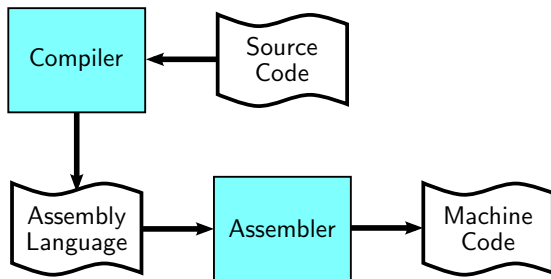 Compiler
Source
Code
Assembly
Language
Assembler
Machine
Code